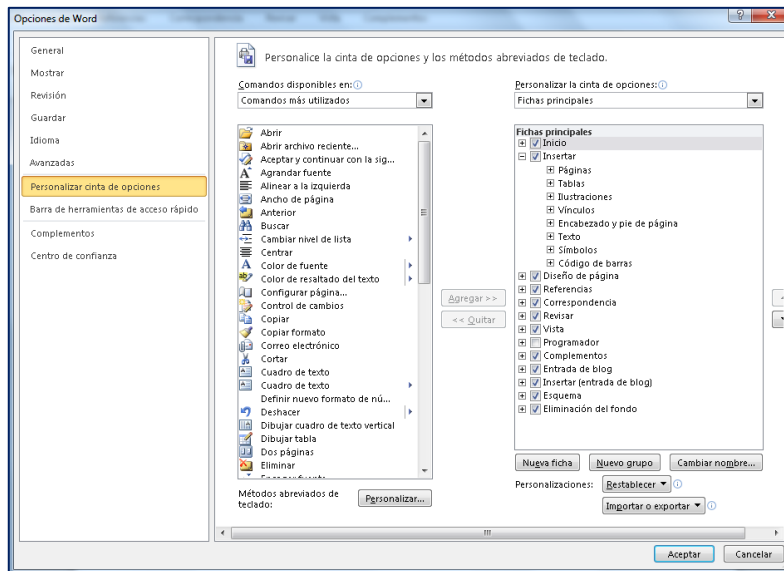 Opciones de Word
General
Mostrar
Revisión
Guardar
Idioma
Avanzadas
Personalizar cinta de opciones
Barra de herramientas de acceso rápido
Complementos
Centro de confianza
Personalice la cinta de opciones y los métodos abreviados de teclado.
Comandos disponibles en:
Comandos más utilizados
Abrir
Abrir archivo reciente...
Aceptar y continuar con la sig...
Agrandar fuente
Alinear a la izquierda
Ancho de página
Anterior
Buscar
Cambiar nivel de lista
Centrar
Color de fuente
Color de resaltado del texto
Configurar página...
Control de cambios
Copiar
Copiar formato
Correo electrónico
Cortar
Cuadro de texto
Cuadro de texto
Definir nuevo formato de nú...
Deshacer
Dibujar cuadro de texto vertical
Dibujar tabla
Dos páginas
Eliminar
Métodos abreviados de
teclado:
Personalizar...
Agregar >>
<< Quitar
Personalizar la cinta de opciones:
Fichas principales
Fichas principales
Inicio
Insertar
Páginas
Tablas
Ilustraciones
Vínculos
Encabezado y pie de página
Texto
Símbolos
Código de barras
Diseño de página
Referencias
Correspondencia
Revisar
Vista
Programador
Complementos
Entrada de blog
Insertar (entrada de blog)
Esquema
Eliminación del fondo
Nueva ficha
Nuevo grupo
Cambiar nombre...
Personalizaciones:
Restablecer
Importar o exportar
Aceptar
Cancelar